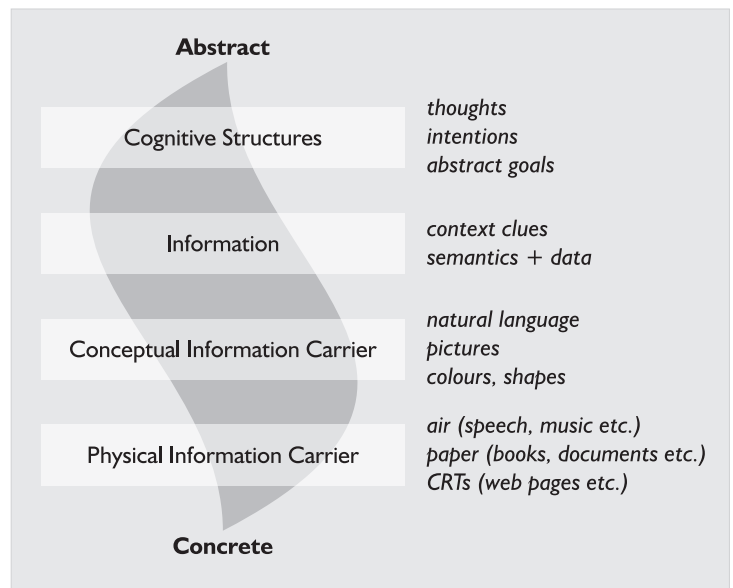 Abstract
Cognitive Structures
thoughts
intentions
abstract goals
Information
context clues
semantics + data
Conceptual Information Carrier
natural language
pictures
colours, shapes
Physical Information Carrier
air (speech, music etc.)
paper (books, documents etc.)
CRTs (web pages etc.)
Concrete